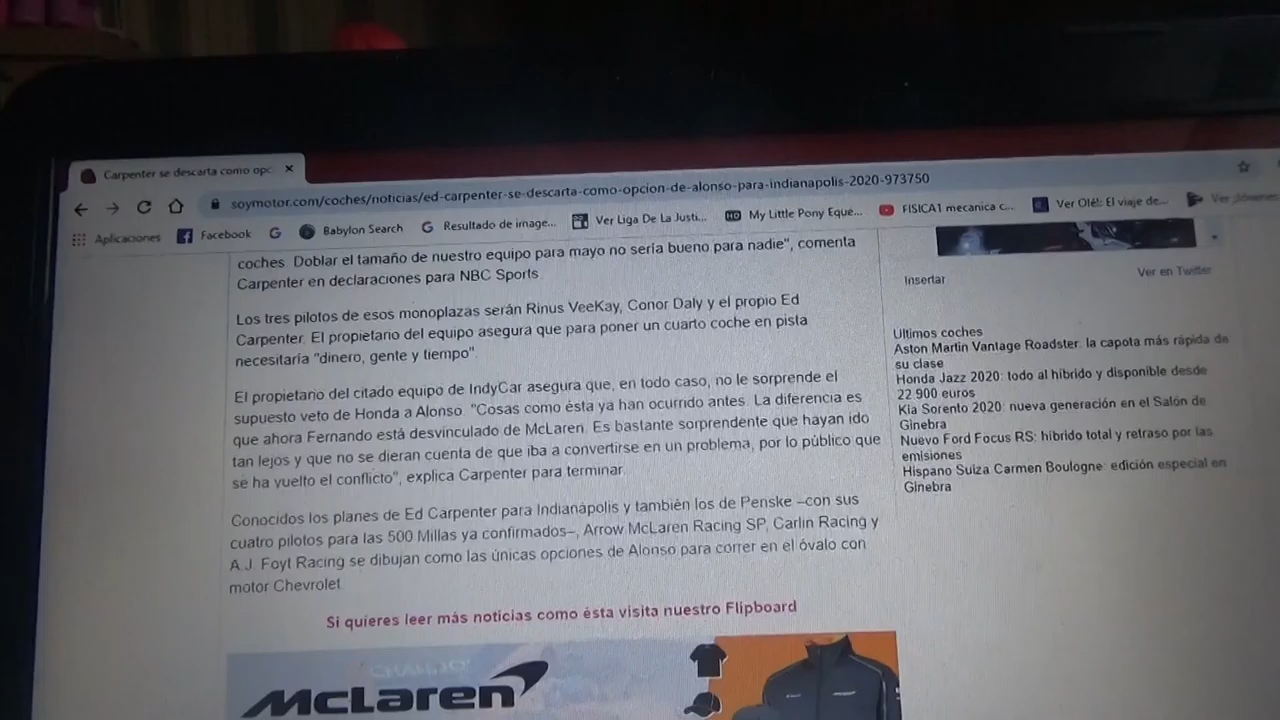 Carpenter se descarta como opc
soymotor.com/coches/noticias/ed-carpenter-se-descarta-como-opcion-de-alonso-para-indianapolis-2020-973750
Aplicaciones
Facebook
Babylon Search
Resultado de image...
Ver Liga De La Justi...
My Little Pony Eque...
FISICA1 mecanica c...
Ver Olé!: El viaje de...
Ver Jóvenes
coches. Doblar el tamaño de nuestro equipo para mayo no sería bueno para nadie", comenta
Carpenter en declaraciones para NBC Sports.
Los tres pilotos de esos monoplazas serán Rinus VeeKay, Conor Daly y el propio Ed
Carpenter. El propietario del equipo asegura que para poner un cuarto coche en pista
necesitaría "dinero, gente y tiempo".
El propietario del citado equipo de IndyCar asegura que, en todo caso, no le sorprende el
supuesto veto de Honda a Alonso. "Cosas como ésta ya han ocurrido antes. La diferencia es
que ahora Fernando está desvinculado de McLaren. Es bastante sorprendente que hayan ido
tan lejos y que no se dieran cuenta de que iba a convertirse en un problema, por lo público que
se ha vuelto el conflicto", explica Carpenter para terminar.
Conocidos los planes de Ed Carpenter para Indianápolis y también los de Penske –con sus
cuatro pilotos para las 500 Millas ya confirmados–, Arrow McLaren Racing SP, Carlin Racing y
A.J. Foyt Racing se dibujan como las únicas opciones de Alonso para correr en el óvalo con
motor Chevrolet.
Si quieres leer más noticias como ésta visita nuestro Flipboard
McLaren
Insertar
Ver en Twitter
Últimos coches
Aston Martin Vantage Roadster: la capota más rápida de
su clase
Honda Jazz 2020: todo al híbrido y disponible desde
22.900 euros
Kia Sorento 2020: nueva generación en el Salón de
Ginebra
Nuevo Ford Focus RS: híbrido total y retraso por las
emisiones
Hispano Suiza Carmen Boulogne: edición especial en
Ginebra